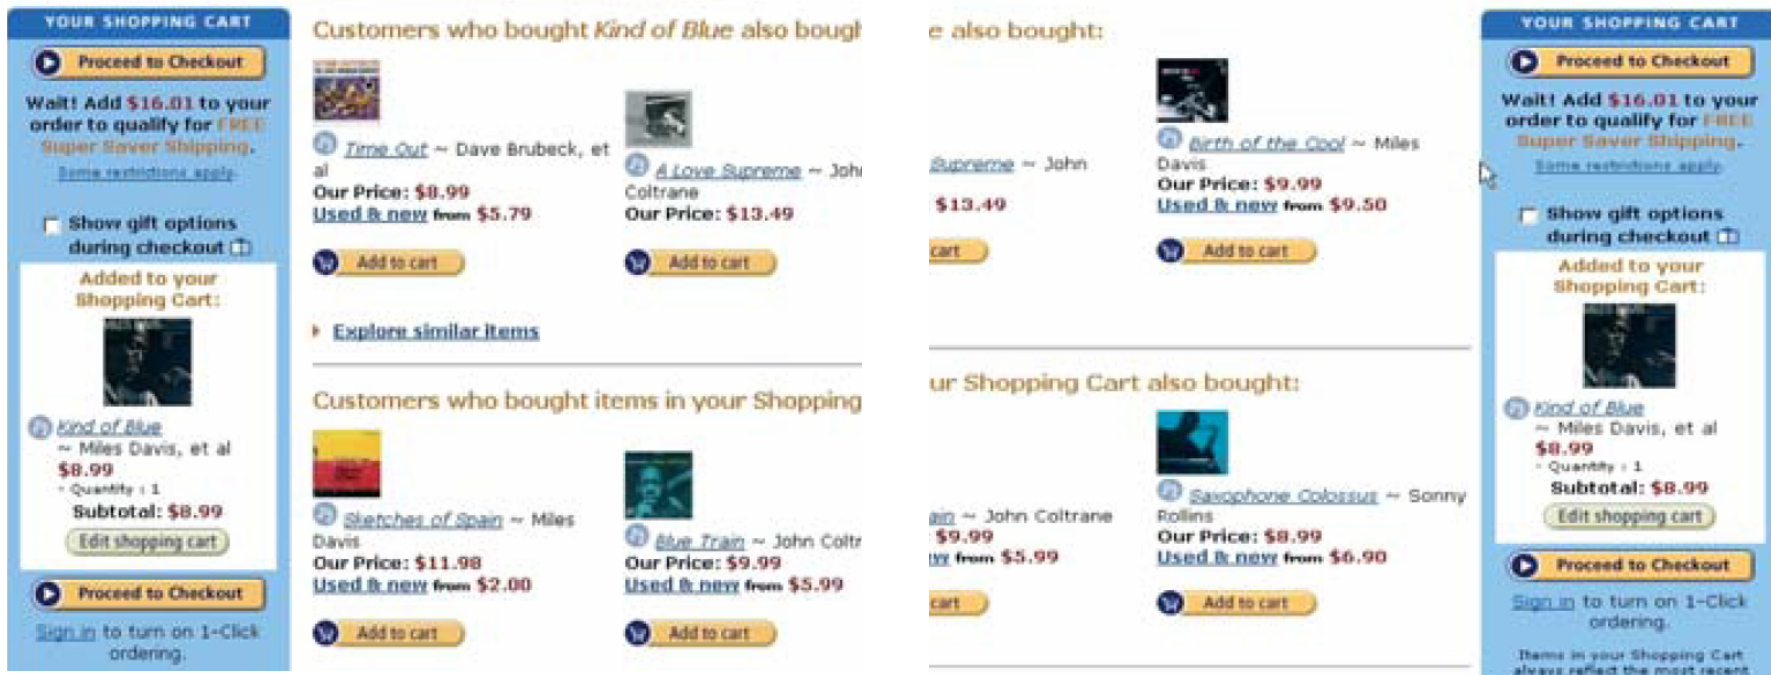 YOUR SHOPPING CART
Proceed to Checkout
Wait! Add $16.01 to your
order to qualify for FREE
Super Saver Shipping.
Some restrictions apply.
Show gift options
during checkout
Added to your
Shopping Cart:
Kind of Blue
~ Miles Davis, et al
$8.99
- Quantity : 1
Subtotal: $8.99
Edit shopping cart
Proceed to Checkout
Sign in to turn on 1-Click
ordering.
Customers who bought Kind of Blue also bough
Time Out ~ Dave Brubeck, et
al
Our Price: $8.99
Used & new from $5.79
Add to cart
A Love Supreme ~ Joh
Coltrane
Our Price: $13.49
Add to cart
Explore similar items
Customers who bought items in your Shopping
Sketches of Spain ~ Miles
Davis
Our Price: $11.98
Used & new from $2.00
Add to cart
Blue Train ~ John Coltr
Our Price: $9.99
Used & new from $5.99
Add to cart
e also bought:
Supreme ~ John
$13.49
cart
Birth of the Cool ~ Miles
Davis
Our Price: $9.99
Used & new from $9.50
Add to cart
ur Shopping Cart also bought:
ain ~ John Coltrane
$9.99
w from $5.99
cart
Saxophone Colossus ~ Sonny
Rollins
Our Price: $8.99
Used & new from $6.90
Add to cart
YOUR SHOPPING CART
Proceed to Checkout
Wait! Add $16.01 to your
order to qualify for FREE
Super Saver Shipping.
Some restrictions apply.
Show gift options
during checkout
Added to your
Shopping Cart:
Kind of Blue
~ Miles Davis, et al
$8.99
- Quantity : 1
Subtotal: $8.99
Edit shopping cart
Proceed to Checkout
Sign in to turn on 1-Click
ordering.
Items in your Shopping Cart
always reflect the most recent